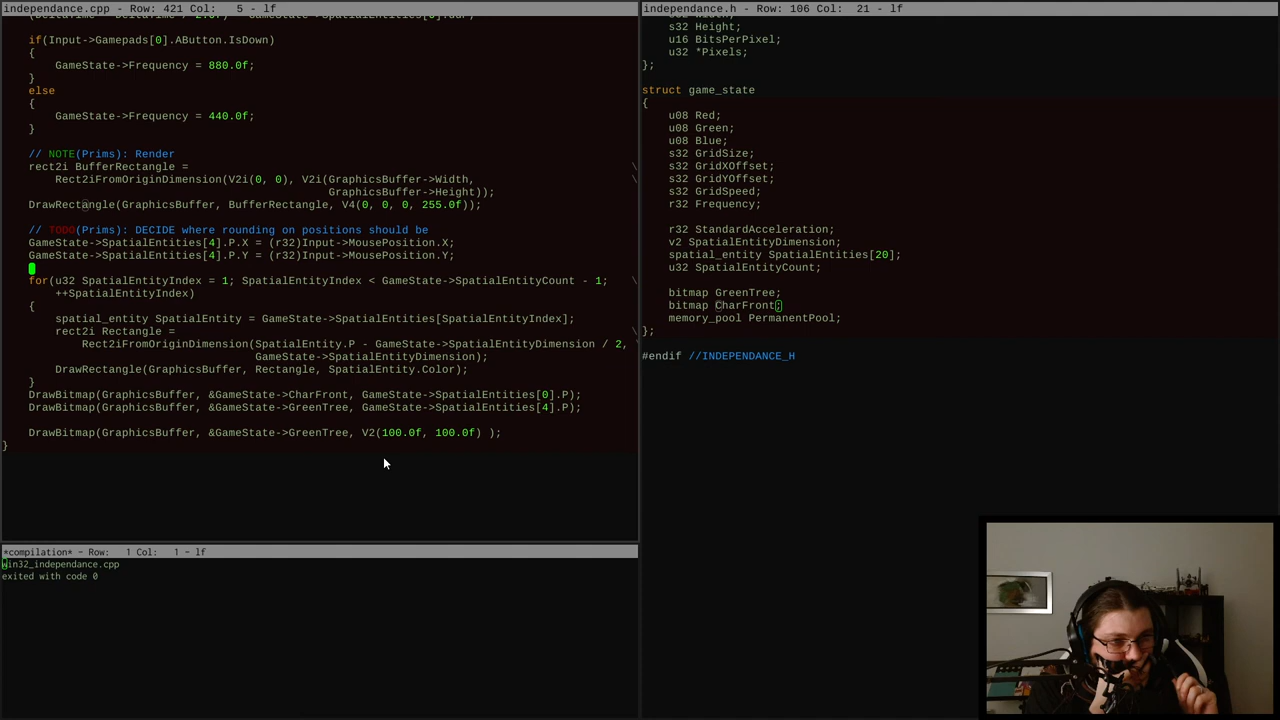 independance.cpp - Row: 421 Col:   5 - lf
if(Input->Gamepads[0].AButton.IsDown)
{
GameState->Frequency = 880.0f;
}
else
{
GameState->Frequency = 440.0f;
}
// NOTE(Prims): Render
rect2i BufferRectangle =
Rect2iFromOriginDimension(V2i(0, 0), V2i(GraphicsBuffer->Width,
GraphicsBuffer->Height));
DrawRectangle(GraphicsBuffer, BufferRectangle, V4(0, 0, 0, 255.0f));
// TODO(Prims): DECIDE where rounding on positions should be
GameState->SpatialEntities[4].P.X = (r32)Input->MousePosition.X;
GameState->SpatialEntities[4].P.Y = (r32)Input->MousePosition.Y;
for(u32 SpatialEntityIndex = 1; SpatialEntityIndex < GameState->SpatialEntityCount - 1; \
++SpatialEntityIndex)
{
spatial_entity SpatialEntity = GameState->SpatialEntities[SpatialEntityIndex];
rect2i Rectangle = \
Rect2iFromOriginDimension(SpatialEntity.P - GameState->SpatialEntityDimension / 2, \
GameState->SpatialEntityDimension);
DrawRectangle(GraphicsBuffer, Rectangle, SpatialEntity.Color);
}
DrawBitmap(GraphicsBuffer, &GameState->CharFront, GameState->SpatialEntities[0].P);
DrawBitmap(GraphicsBuffer, &GameState->GreenTree, GameState->SpatialEntities[4].P);
DrawBitmap(GraphicsBuffer, &GameState->GreenTree, V2(100.0f, 100.0f) );
}
*compilation* - Row:   1 Col:   1 - lf
win32_independance.cpp
exited with code 0
independance.h - Row: 106 Col:  21 - lf
s32 Height;
u16 BitsPerPixel;
u32 *Pixels;
};
struct game_state
{
u08 Red;
u08 Green;
u08 Blue;
s32 GridSize;
s32 GridXOffset;
s32 GridYOffset;
s32 GridSpeed;
r32 Frequency;
r32 StandardAcceleration;
v2 SpatialEntityDimension;
spatial_entity SpatialEntities[20];
u32 SpatialEntityCount;
bitmap GreenTree;
bitmap CharFront;
memory_pool PermanentPool;
};
#endif //INDEPENDANCE_H